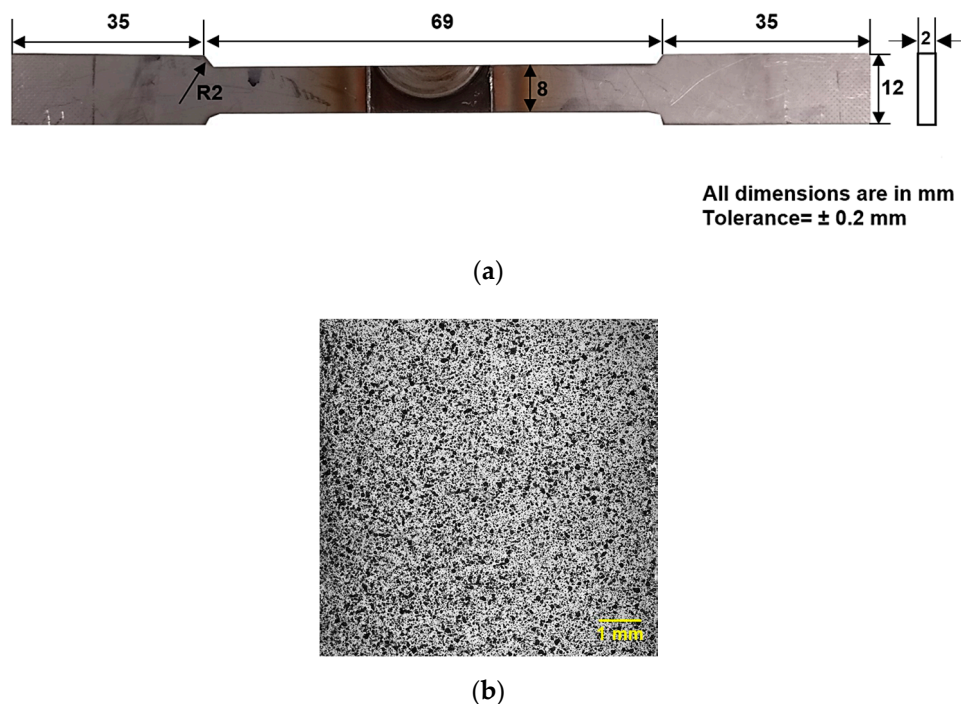 35 69 35 2
R2 8 12
All dimensions are in mm
Tolerance= ± 0.2 mm
(a)
1 mm
(b)